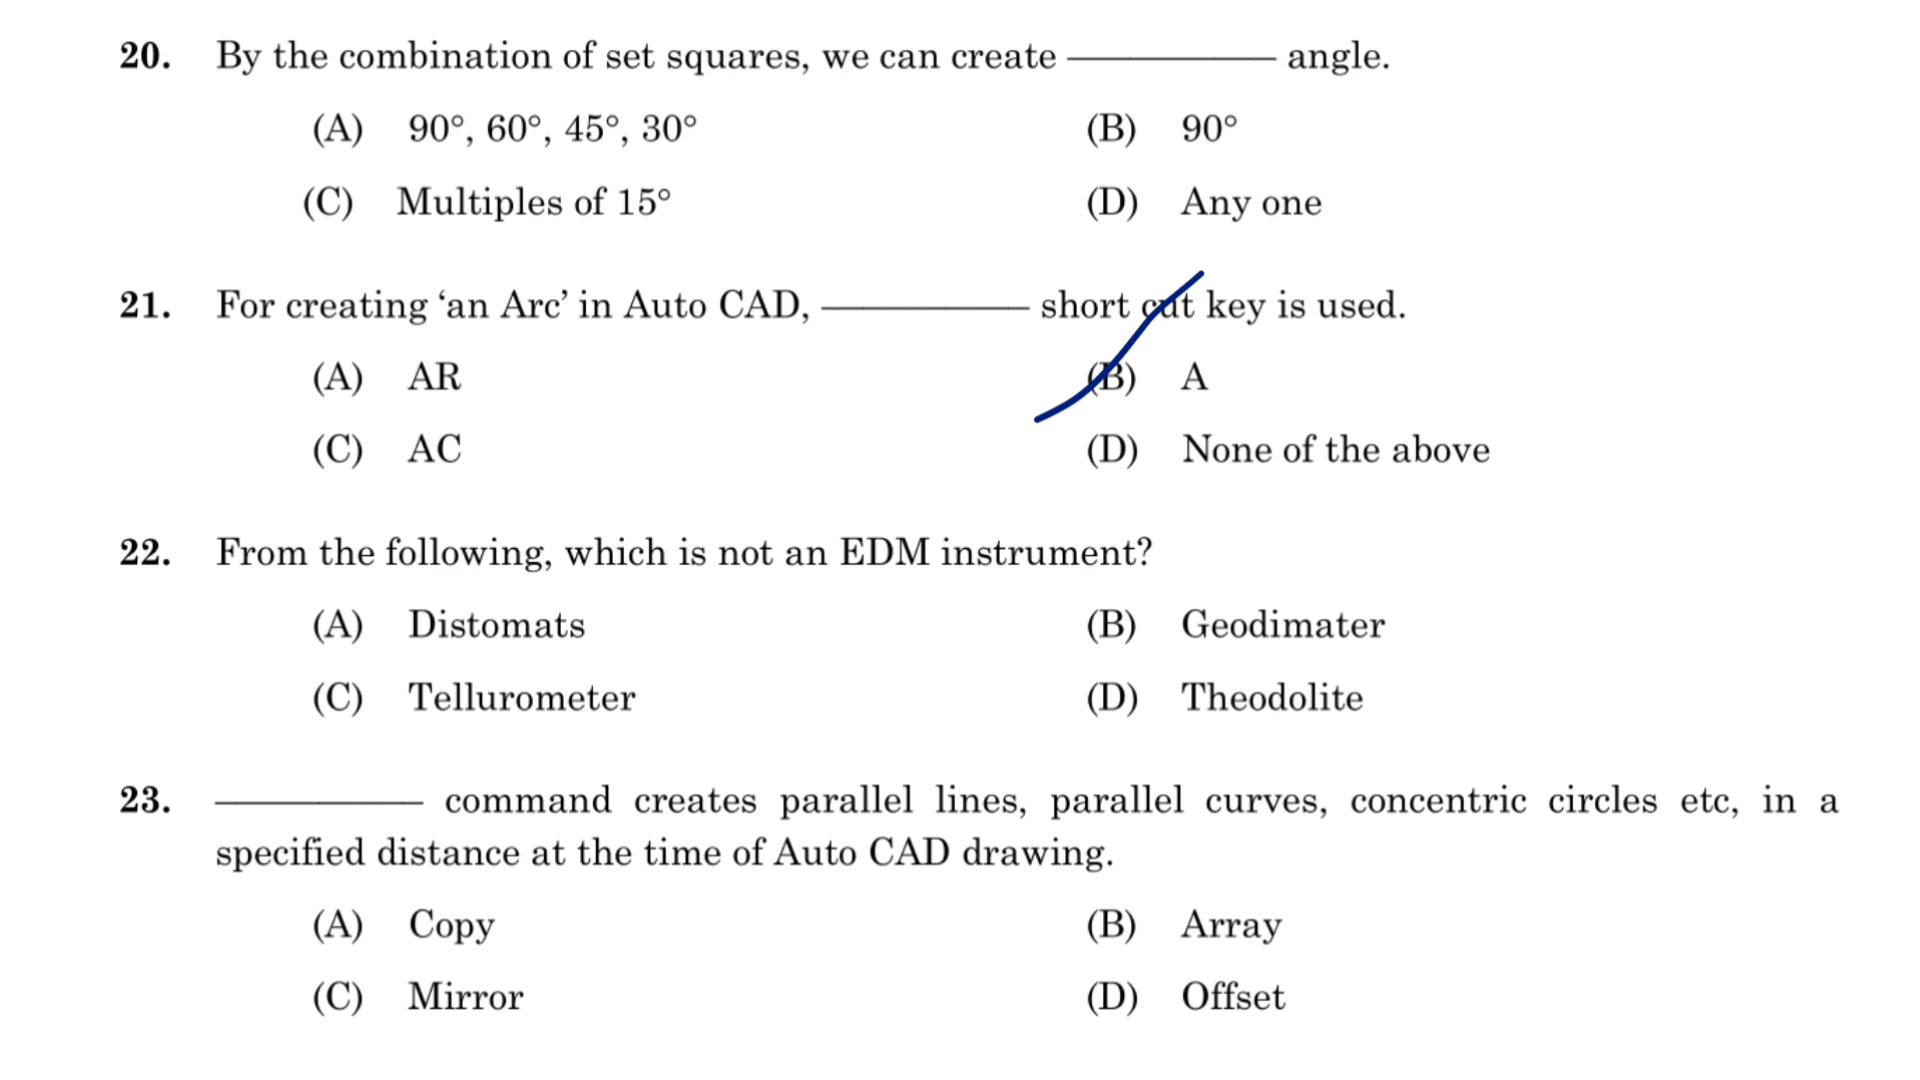 20. By the combination of set squares, we can create ———— angle.
(A) 90°, 60°, 45°, 30° (B) 90°
(C) Multiples of 15° (D) Any one
21. For creating ‘an Arc’ in Auto CAD, ———— short cut key is used.
(A) AR (B) A
(C) AC (D) None of the above
22. From the following, which is not an EDM instrument?
(A) Distomats (B) Geodimater
(C) Tellurometer (D) Theodolite
23. ———— command creates parallel lines, parallel curves, concentric circles etc, in a
specified distance at the time of Auto CAD drawing.
(A) Copy (B) Array
(C) Mirror (D) Offset